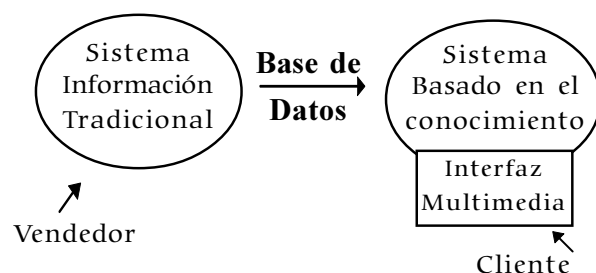 Sistema
Información
Tradicional
Base de
Datos
Sistema
Basado en el
conocimiento
Interfaz
Multimedia
Vendedor
Cliente